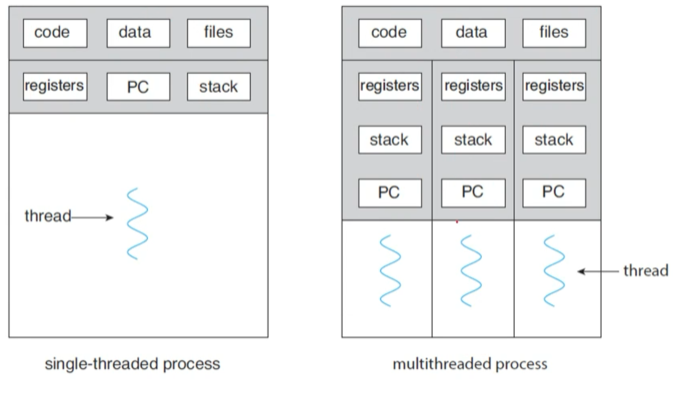 code data files
registers PC stack
thread
single-threaded process
code data files
registers registers registers
stack stack stack
PC PC PC
thread
multithreaded process